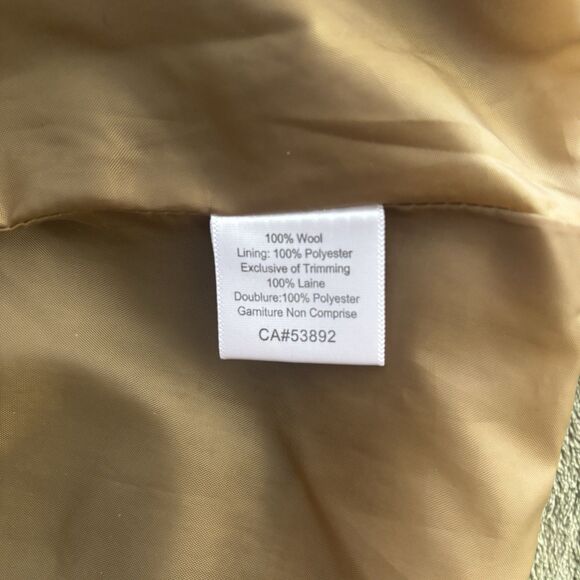 100% Wool
Lining: 100% Polyester
Exclusive of Trimming
100% Laine
Doublure:100% Polyester
Garniture Non Comprise
CA#53892